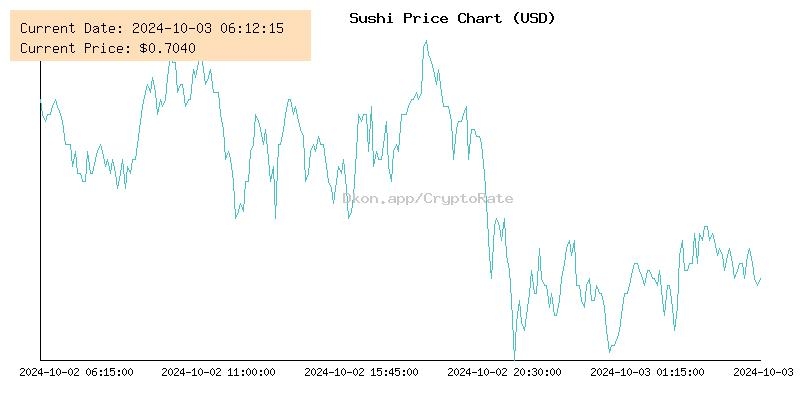 Sushi Price Chart (USD)
Current Date: 2024-10-03 06:12:15
Current Price: $0.7040
Dkon.app/CryptoRate
2024-10-02 06:15:00 2024-10-02 11:00:00 2024-10-02 15:45:00 2024-10-02 20:30:00 2024-10-03 01:15:00 2024-10-03